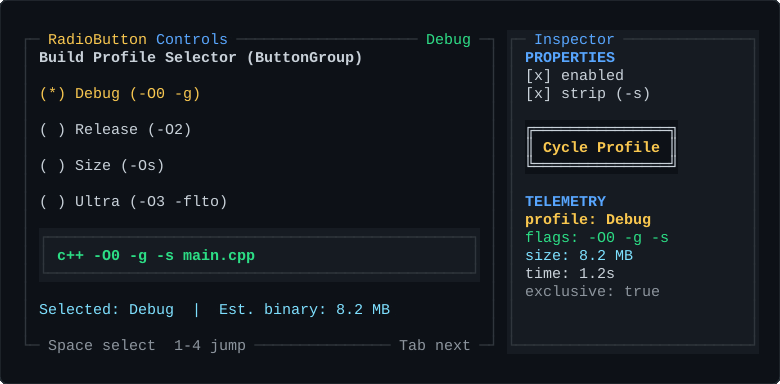 RadioButton Controls Debug
Build Profile Selector (ButtonGroup)
(*) Debug (-O0 -g)
( ) Release (-O2)
( ) Size (-Os)
( ) Ultra (-O3 -flto)
c++ -O0 -g -s main.cpp
Selected: Debug | Est. binary: 8.2 MB
Space select 1-4 jump Tab next
Inspector
PROPERTIES
[x] enabled
[x] strip (-s)
Cycle Profile
TELEMETRY
profile: Debug
flags: -O0 -g -s
size: 8.2 MB
time: 1.2s
exclusive: true